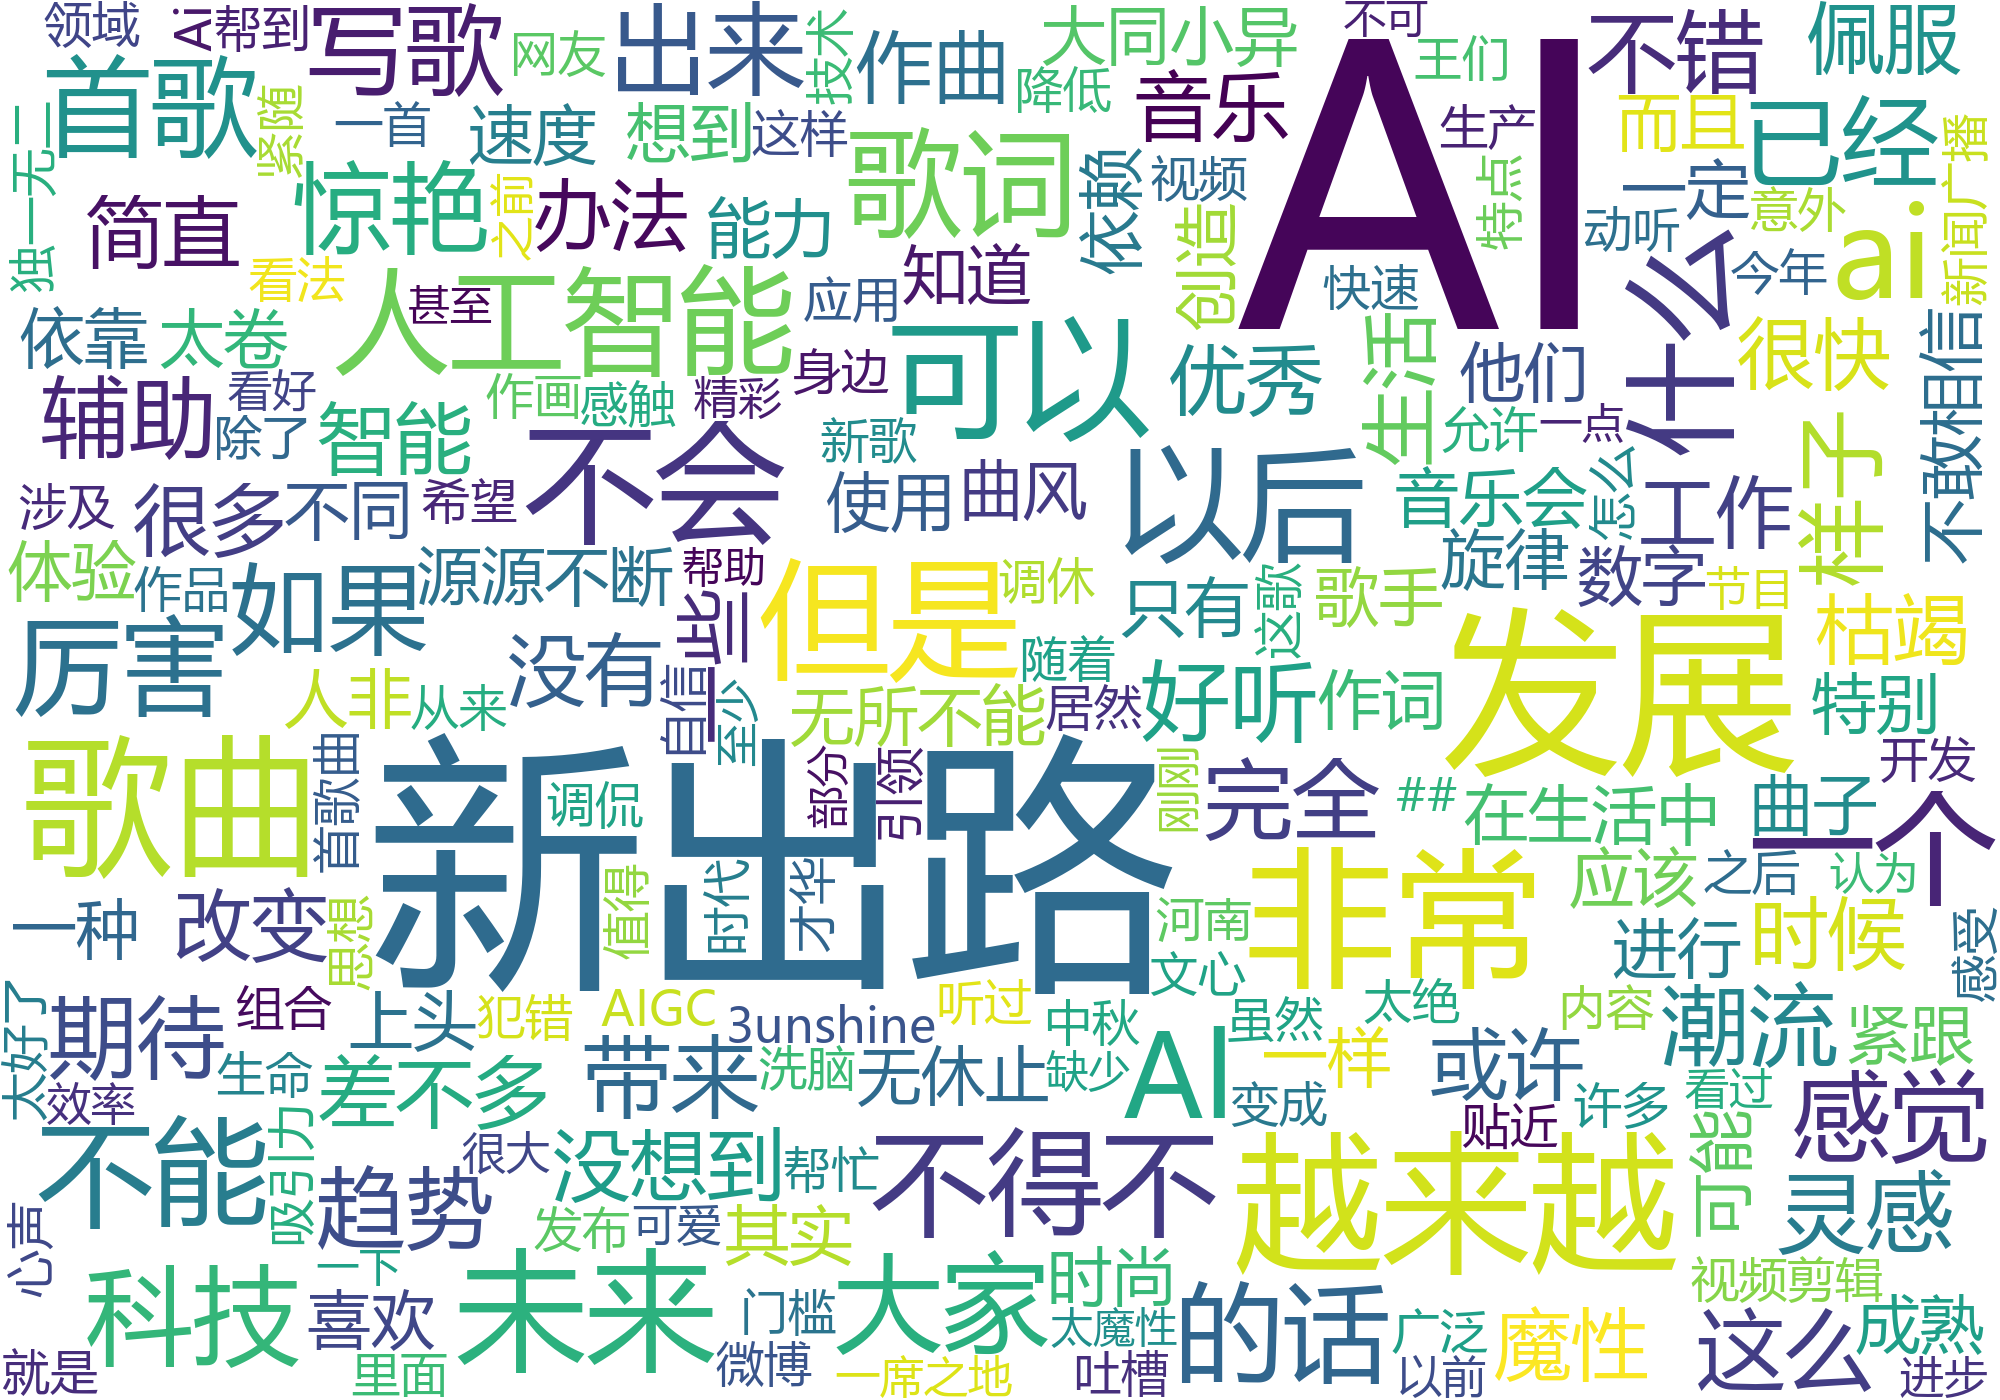 领域
Ai
帮到
写歌
网友
出来
技术
作曲
大同小异
不可
王们
不错
佩服
首歌
紧随
一首
速度
想到
这样
降低
音乐
AI
生产
而且
已经
新闻广播
独一无二
简直
惊艳
之前
办法
能力
歌词
依赖
视频
创造
特点
一定
动听
意外
ai
看法
人工智能
甚至
应用
知道
快速
什么
今年
依靠
太卷
身边
可以
优秀
生活
他们
很快
不敢相信
辅助
看好
除了
智能
作画
感触
精彩
新歌
允许
一点
样子
涉及
很多
不同
希望
不会
使用
曲风
以后
音乐会
怎么
工作
体验
作品
如果
源源不断
帮助
一些
但是
调休
只有
这歌
歌手
旋律
数字
节目
枯竭
厉害
没有
自信
至少
随着
人非
从来
无所不能
居然
好听
作词
发展
特别
歌曲
首歌曲
新出路
调侃
部分
引领
刚刚
完全
##
在生活中
曲子
开发
一个
一种
改变
思想
值得
时代
才华
河南
非常
应该
之后
认为
文心
进行
时候
感受
太好了
期待
组合
上头
犯错
AIGC
3unshine
听过
中秋
虽然
太绝
内容
潮流
紧跟
效率
生命
差不多
带来
洗脑
无休止
缺少
AI
一样
变成
或许
许多
看过
感觉
不能
吸引力
很大
没想到
帮忙
不得不
越来越
贴近
可能
灵感
心声
趋势
发布
可爱
其实
一下
科技
喜欢
未来
门槛
大家
时尚
太魔性
的话
广泛
魔性
视频剪辑
这么
成熟
就是
里面
微博
一席之地
吐槽
以前
进步